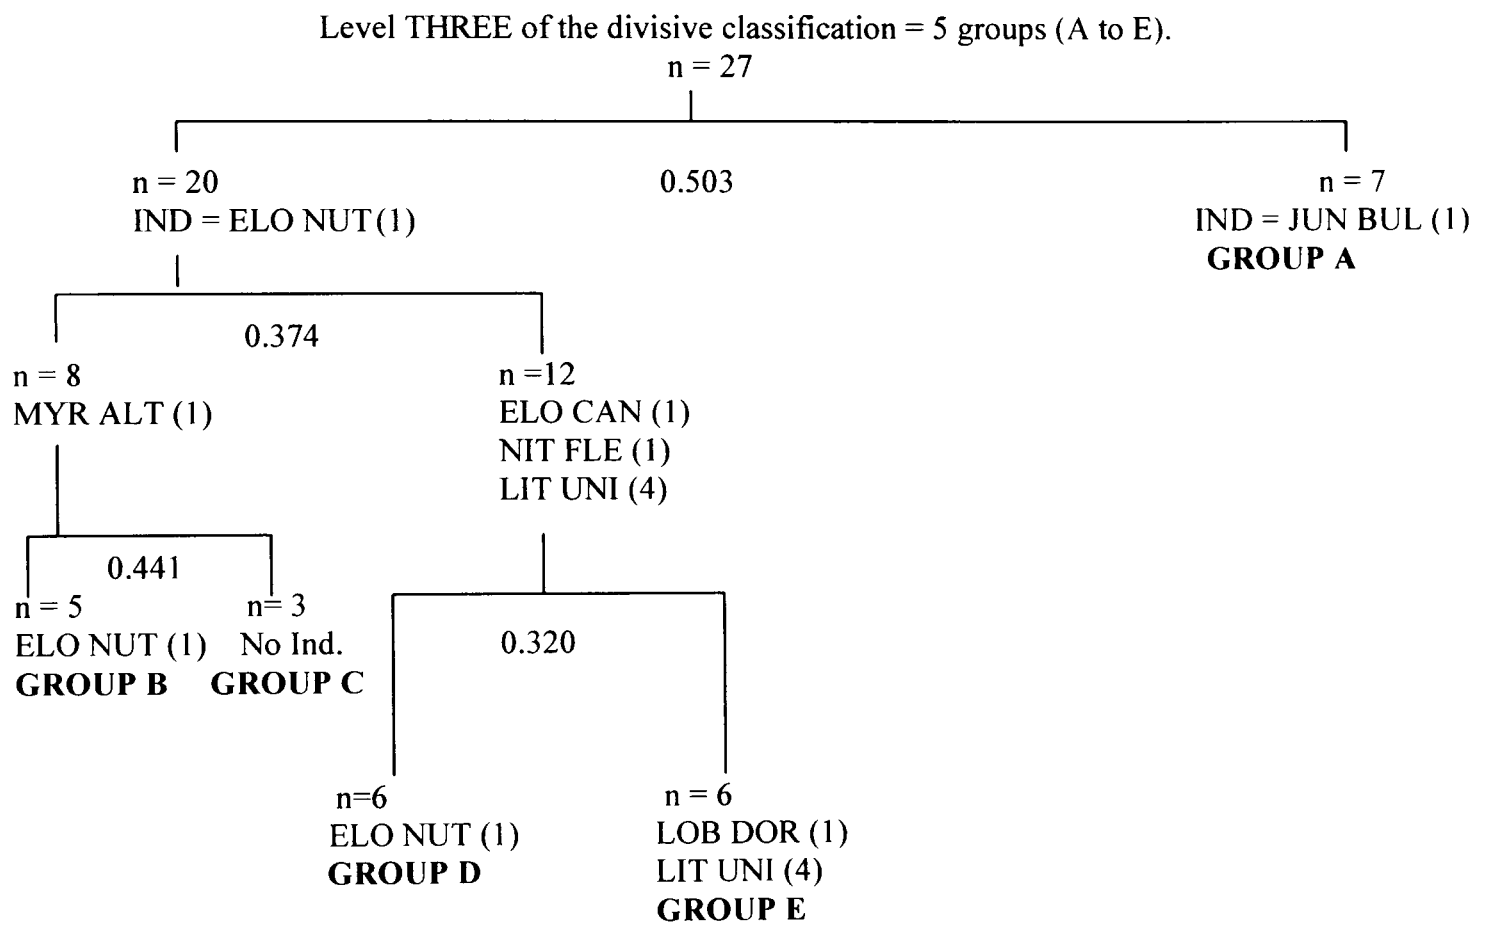 Level THREE of the divisive classification = 5 groups (A to E).
n = 27
n = 20
0.503
n = 7
IND = ELO NUT (1)
IND = JUN BUL (1)
GROUP A
0.374
n = 8
n =12
MYR ALT (1)
ELO CAN (1)
NIT FLE (1)
LIT UNI (4)
0.441
n = 5
n= 3
ELO NUT (1)
No Ind.
0.320
GROUP B
GROUP C
n=6
n = 6
ELO NUT (1)
LOB DOR (1)
GROUP D
LIT UNI (4)
GROUP E